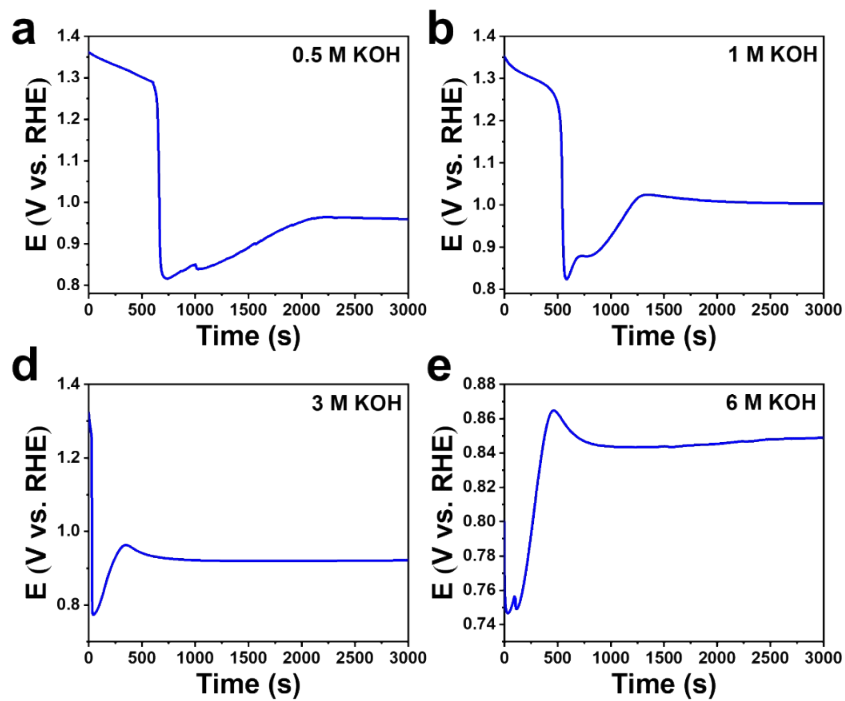 a
0.5 M KOH
E (V vs. RHE)
1.4
1.3
1.2
1.1
1.0
0.9
0.8
0 500 1000 1500 2000 2500 3000
Time (s)
b
1 M KOH
E (V vs. RHE)
1.4
1.3
1.2
1.1
1.0
0.9
0.8
0 500 1000 1500 2000 2500 3000
Time (s)
d
3 M KOH
E (V vs. RHE)
1.4
1.2
1.0
0.8
0 500 1000 1500 2000 2500 3000
Time (s)
e
6 M KOH
E (V vs. RHE)
0.88
0.86
0.84
0.82
0.80
0.78
0.76
0.74
0 500 1000 1500 2000 2500 3000
Time (s)